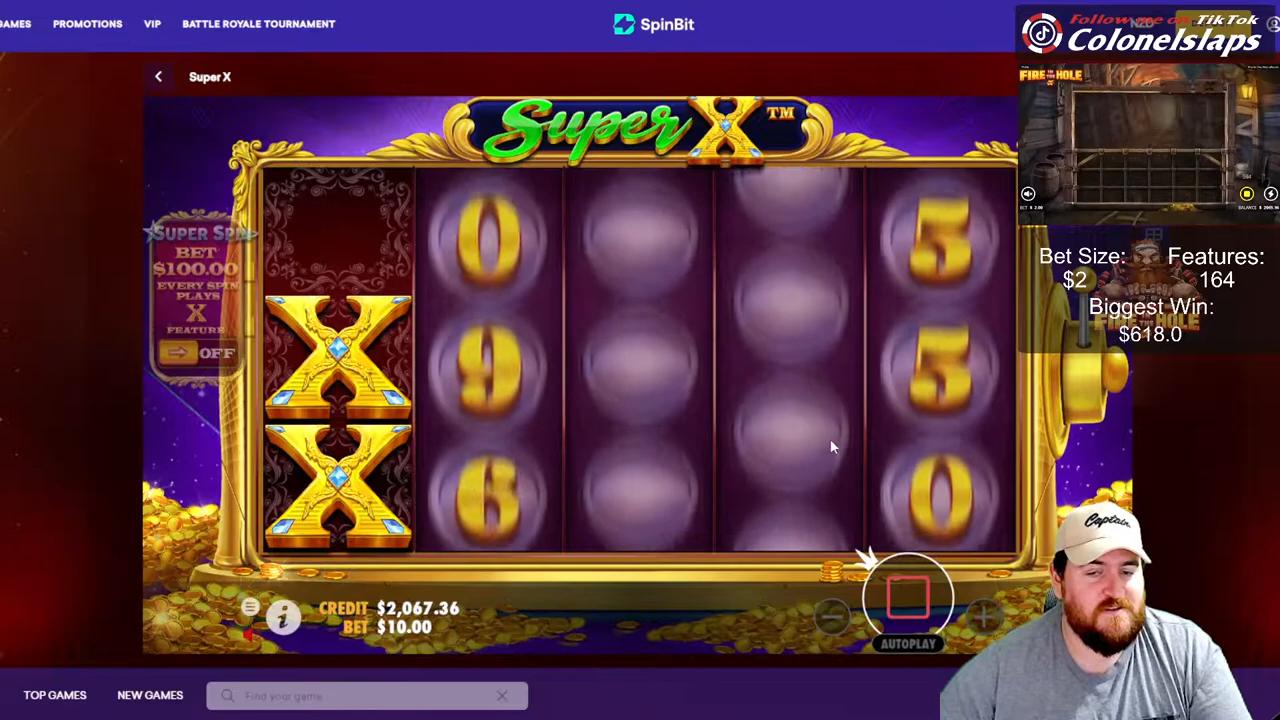 GAMES
PROMOTIONS
VIP
BATTLE ROYALE TOURNAMENT
SpinBit
NZD
Follow me on TikTok
Colonelslaps
Super X
Super X™
FIRE IN THE HOLE
SUPER SPIN
BET
$100.00
EVERY SPIN
PLAYS
X
FEATURE
OFF
X
X
0
9
6
5
5
0
Bet Size:
$2
Features:
164
Biggest Win:
$618.0
CREDIT $2,067.36
BET $10.00
AUTOPLAY
Captain
TOP GAMES
NEW GAMES
Find your game